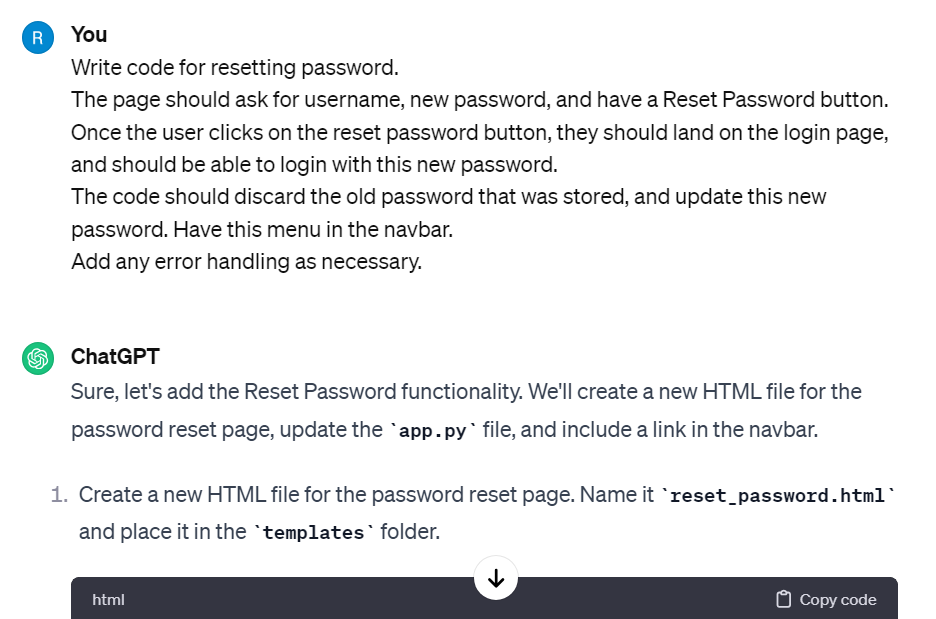 R
You
Write code for resetting password.
The page should ask for username, new password, and have a Reset Password button.
Once the user clicks on the reset password button, they should land on the login page,
and should be able to login with this new password.
The code should discard the old password that was stored, and update this new
password. Have this menu in the navbar.
Add any error handling as necessary.
ChatGPT
Sure, let's add the Reset Password functionality. We'll create a new HTML file for the
password reset page, update the `app.py` file, and include a link in the navbar.
1. Create a new HTML file for the password reset page. Name it `reset_password.html`
and place it in the `templates` folder.
html Copy code